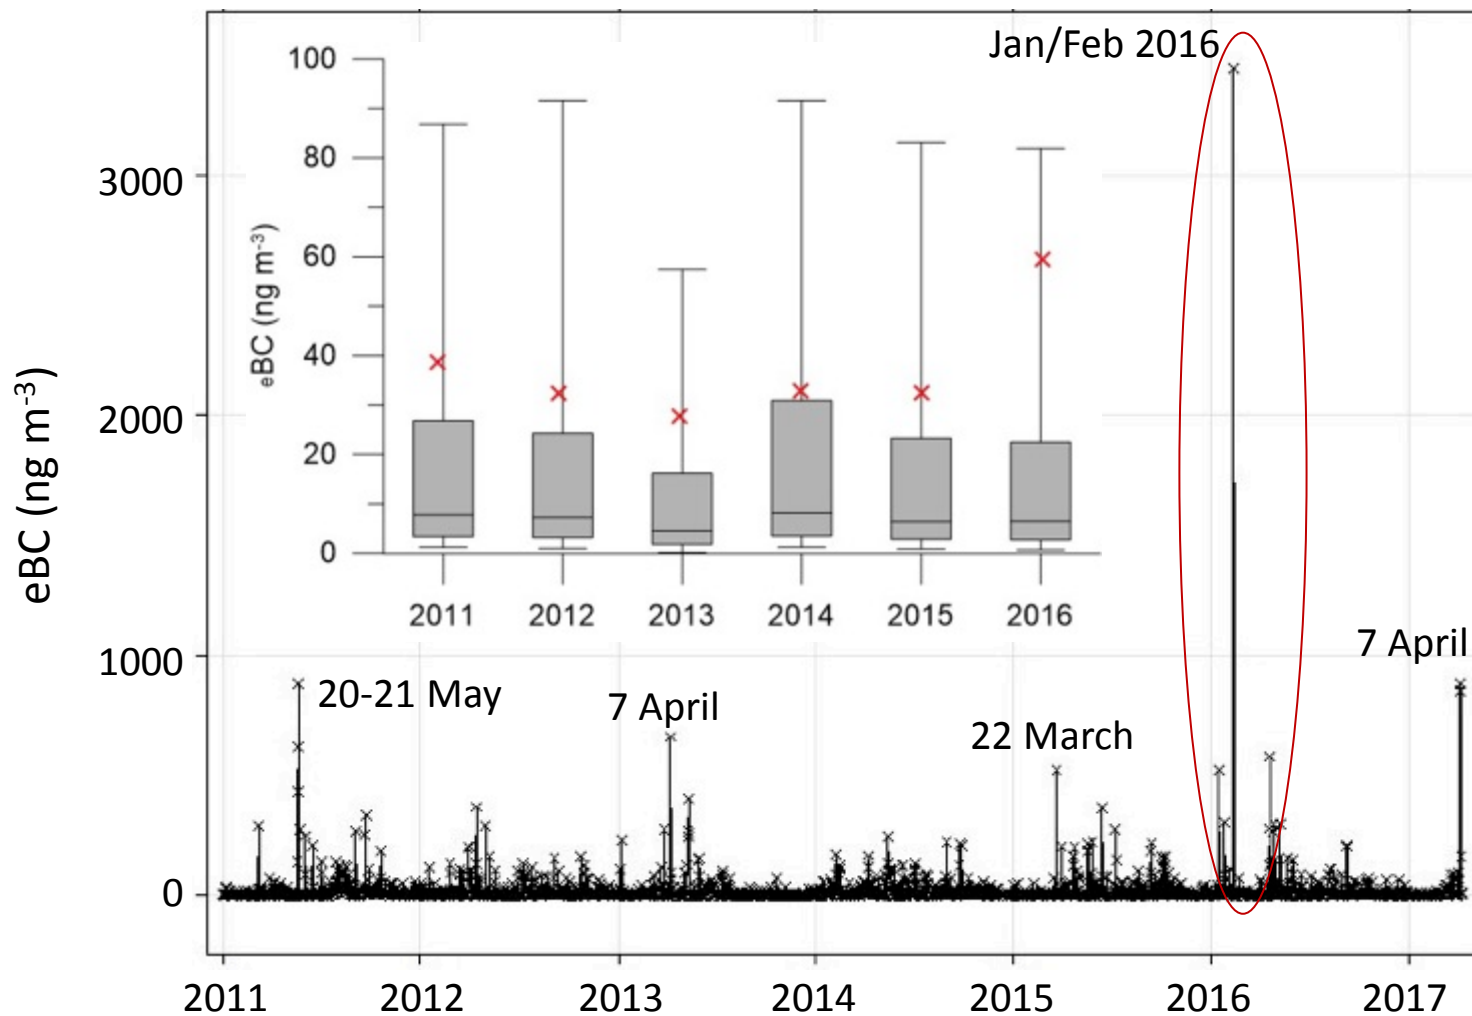 Jan/Feb 2016
100
80
60
40
20
0
eBC (ng m⁻³)
2011 2012 2013 2014 2015 2016
3000
2000
1000
0
eBC (ng m⁻³)
20-21 May
7 April
22 March
7 April
2011 2012 2013 2014 2015 2016 2017